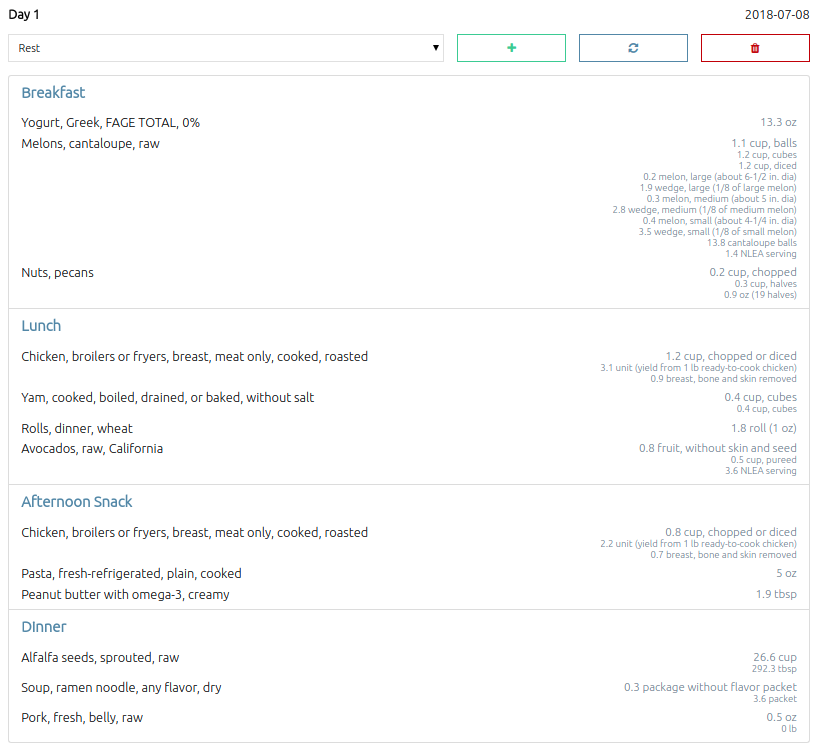 Day 1 2018-07-08
Rest
Breakfast
Yogurt, Greek, FAGE TOTAL, 0% 13.3 oz
Melons, cantaloupe, raw 1.1 cup, balls
1.2 cup, cubes
1.2 cup, diced
0.2 melon, large (about 6-1/2 in. dia)
1.9 wedge, large (1/8 of large melon)
0.3 melon, medium (about 5 in. dia)
2.8 wedge, medium (1/8 of medium melon)
0.4 melon, small (about 4-1/4 in. dia)
3.5 wedge, small (1/8 of small melon)
13.8 cantaloupe balls
1.4 NLEA serving
Nuts, pecans 0.2 cup, chopped
0.3 cup, halves
0.9 oz (19 halves)
Lunch
Chicken, broilers or fryers, breast, meat only, cooked, roasted 1.2 cup, chopped or diced
3.1 unit (yield from 1 lb ready-to-cook chicken)
0.9 breast, bone and skin removed
Yam, cooked, boiled, drained, or baked, without salt 0.4 cup, cubes
0.4 cup, cubes
Rolls, dinner, wheat 1.8 roll (1 oz)
Avocados, raw, California 0.8 fruit, without skin and seed
0.5 cup, pureed
3.6 NLEA serving
Afternoon Snack
Chicken, broilers or fryers, breast, meat only, cooked, roasted 0.8 cup, chopped or diced
2.2 unit (yield from 1 lb ready-to-cook chicken)
0.7 breast, bone and skin removed
Pasta, fresh-refrigerated, plain, cooked 5 oz
Peanut butter with omega-3, creamy 1.9 tbsp
DInner
Alfalfa seeds, sprouted, raw 26.6 cup
292.3 tbsp
Soup, ramen noodle, any flavor, dry 0.3 package without flavor packet
3.6 packet
Pork, fresh, belly, raw 0.5 oz
0 lb